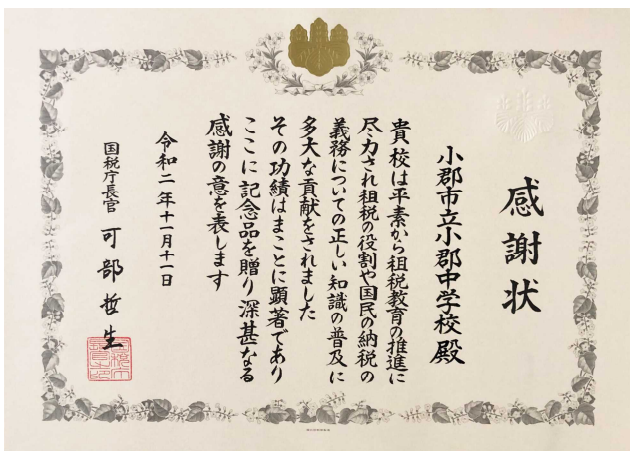 感謝状
小郡市立小郡中学校 殿
貴校は平素から租税教育の推進に
尽力され租税の役割や国民の納税の
義務についての正しい知識の普及に
多大な貢献をされました
その功績はまことに顕著であり
ここに記念品を贈り深甚なる
感謝の意を表します
令和二年十一月十一日
国税庁長官 可部哲生